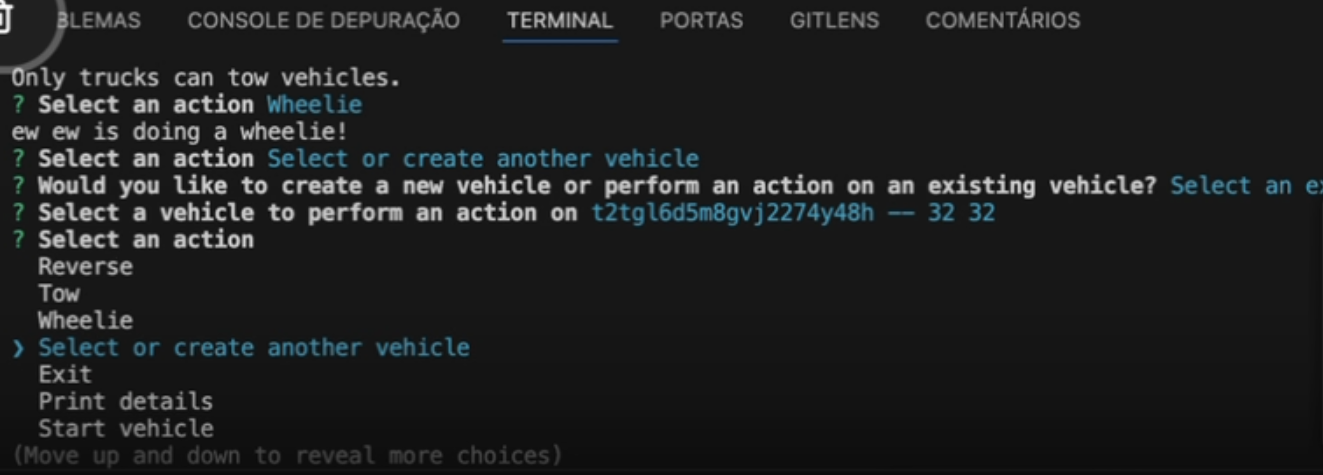 BLEMAS CONSOLE DE DEPURAÇÃO TERMINAL PORTAS GITLENS COMENTÁRIOS
Only trucks can tow vehicles.
? Select an action Wheelie
ew ew is doing a wheelie!
? Select an action Select or create another vehicle
? Would you like to create a new vehicle or perform an action on an existing vehicle? Select an ex
? Select a vehicle to perform an action on t2tgl6d5m8gvj2274y48h —— 32 32
? Select an action
Reverse
Tow
Wheelie
❯ Select or create another vehicle
Exit
Print details
Start vehicle
(Move up and down to reveal more choices)